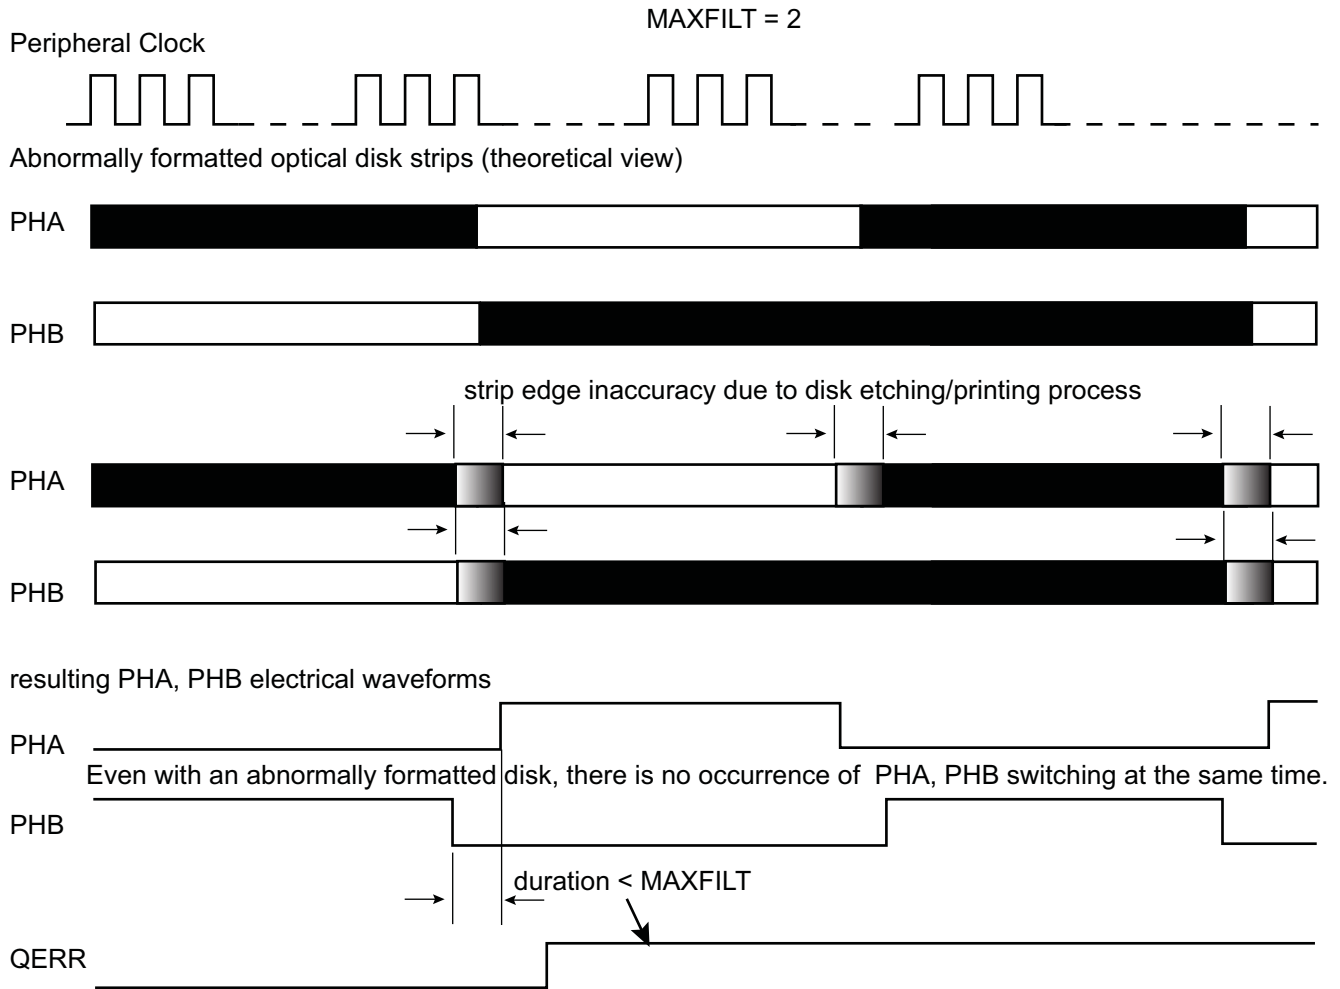 MAXFILT = 2
Peripheral Clock
Abnormally formatted optical disk strips (theoretical view)
PHA
PHB
strip edge inaccuracy due to disk etching/printing process
PHA
PHB
resulting PHA, PHB electrical waveforms
PHA
Even with an abnormally formatted disk, there is no occurrence of PHA, PHB switching at the same time.
PHB
duration < MAXFILT
QERR